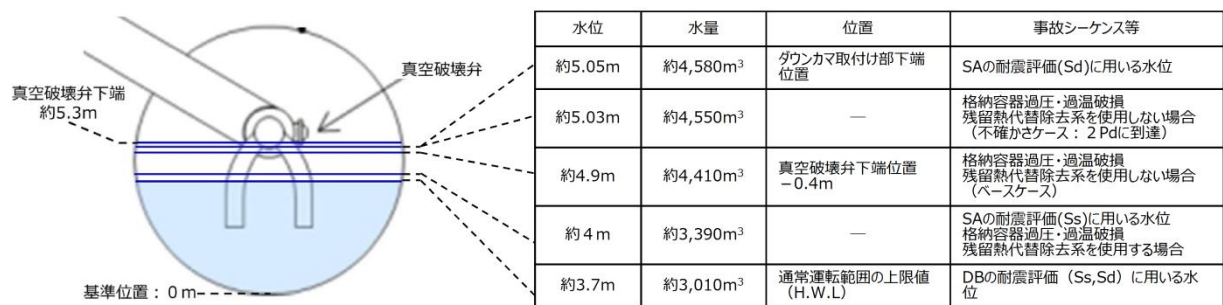 真空破壊弁
真空破壊弁下端
約5.3m
基準位置：０m
水位 水量 位置 事故シーケンス等
約5.05m 約4,580m³ ダウンカマ取付け部下端
位置 SAの耐震評価(Sd)に用いる水位
約5.03m 約4,550m³ — 格納容器過圧・過温破損
残留熱代替除去系を使用しない場合
（不確かさケース：２Pdに到達）
約4.9m 約4,410m³ 真空破壊弁下端位置
－0.4m 格納容器過圧・過温破損
残留熱代替除去系を使用しない場合
（ベースケース）
約４m 約3,390m³ — SAの耐震評価(Ss)に用いる水位
格納容器過圧・過温破損
残留熱代替除去系を使用する場合
約3.7m 約3,010m³ 通常運転範囲の上限値
（H.W.L） DBの耐震評価（Ss,Sd）に用いる水
位